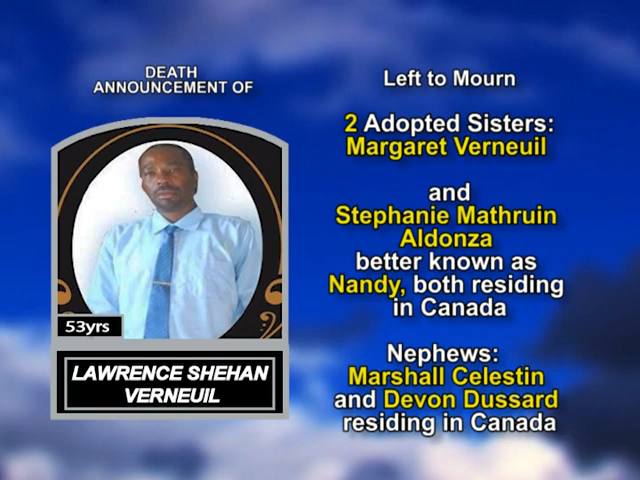 DEATH
ANNOUNCEMENT OF
53yrs
LAWRENCE SHEHAN
VERNEUIL
Left to Mourn
2 Adopted Sisters:
Margaret Verneuil
and
Stephanie Mathruin
Aldonza
better known as
Nandy, both residing
in Canada
Nephews:
Marshall Celestin
and Devon Dussard
residing in Canada